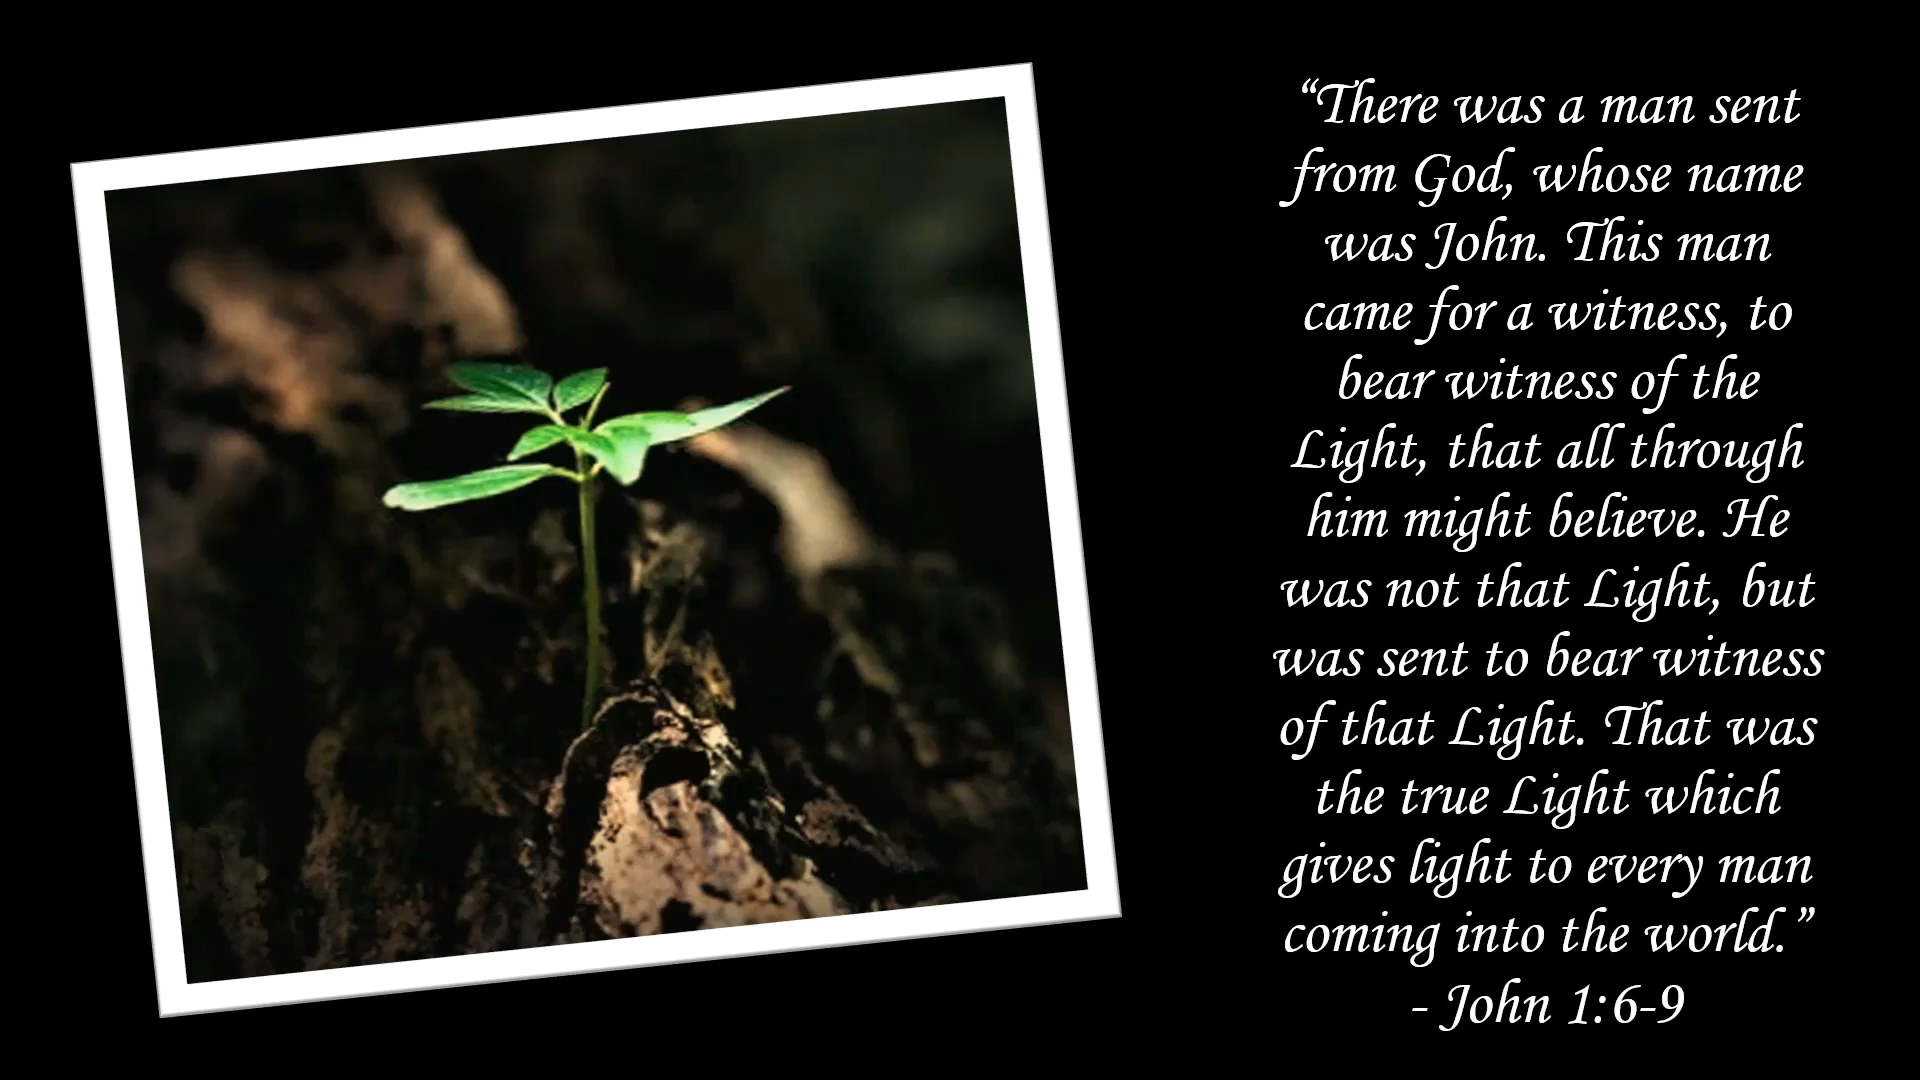 “There was a man sent
from God, whose name
was John. This man
came for a witness, to
bear witness of the
Light, that all through
him might believe. He
was not that Light, but
was sent to bear witness
of that Light. That was
the true Light which
gives light to every man
coming into the world.”
- John 1:6-9